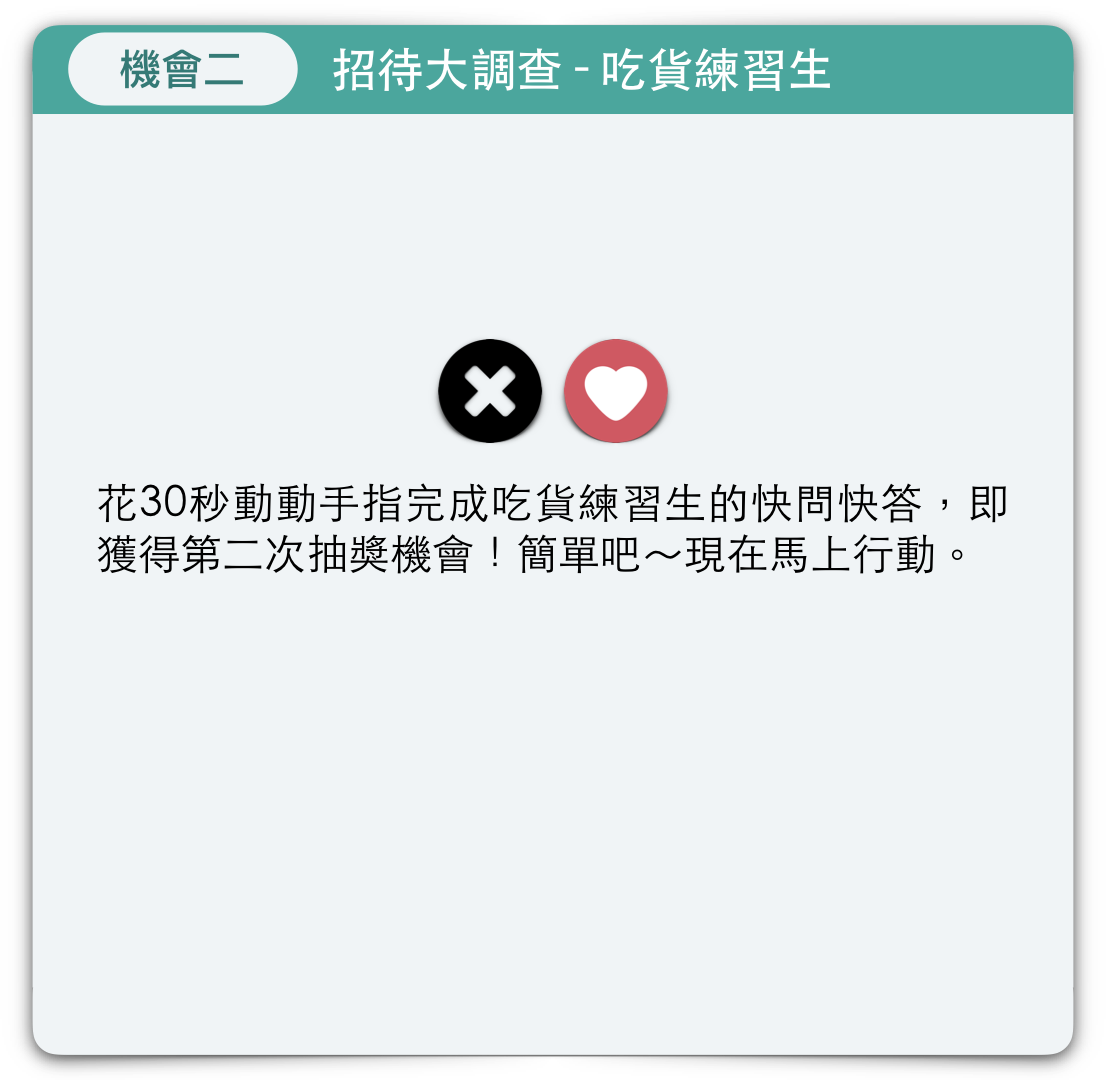 機會二
招待大調查 - 吃貨練習生
花30秒動動手指完成吃貨練習生的快問快答，即
獲得第二次抽獎機會！簡單吧～現在馬上行動。